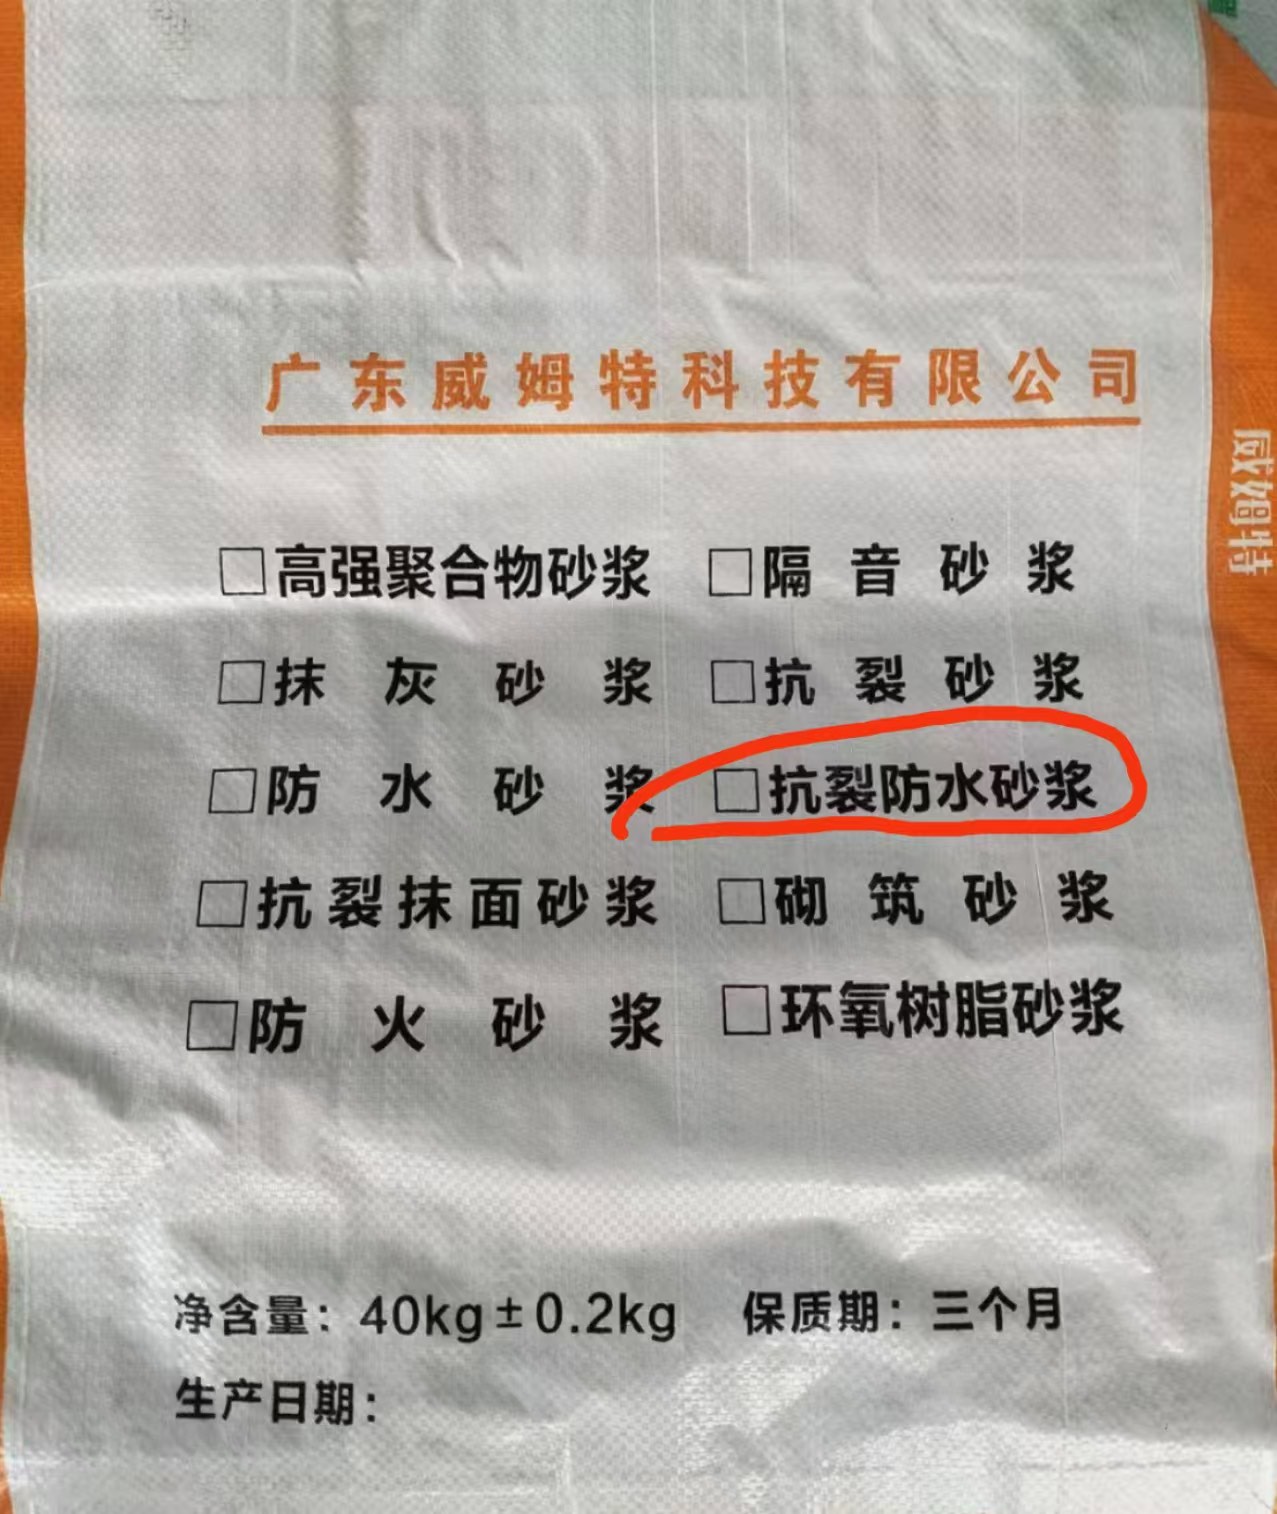 广东威姆特科技有限公司
威姆特
□高强聚合物砂浆 □隔音砂浆
□抹灰砂浆 □抗裂砂浆
□防水砂浆 □抗裂防水砂浆
□抗裂抹面砂浆 □砌筑砂浆
□防火砂浆 □环氧树脂砂浆
净含量：40kg±0.2kg 保质期：三个月
生产日期：